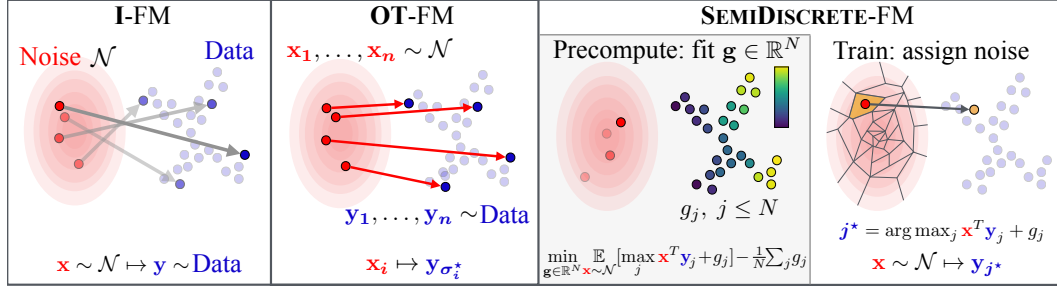 I-FM
Noise 𝒩
Data
x ∼ 𝒩 ↦ y ∼ Data
OT-FM
x₁, . . . , xₙ ∼ 𝒩
y₁, . . . , yₙ ∼ Data
xᵢ ↦ y_{σᵢ⋆}
SEMIDISCRETE-FM
Precompute: fit g ∈ ℝᴺ
gⱼ, j ≤ N
min_{g∈ℝᴺ} 𝔼_{x∼𝒩} [max_j xᵀyⱼ + gⱼ] − 1/N ∑ⱼ gⱼ
Train: assign noise
j⋆ = arg maxⱼ xᵀyⱼ + gⱼ
x ∼ 𝒩 ↦ y_{j⋆}